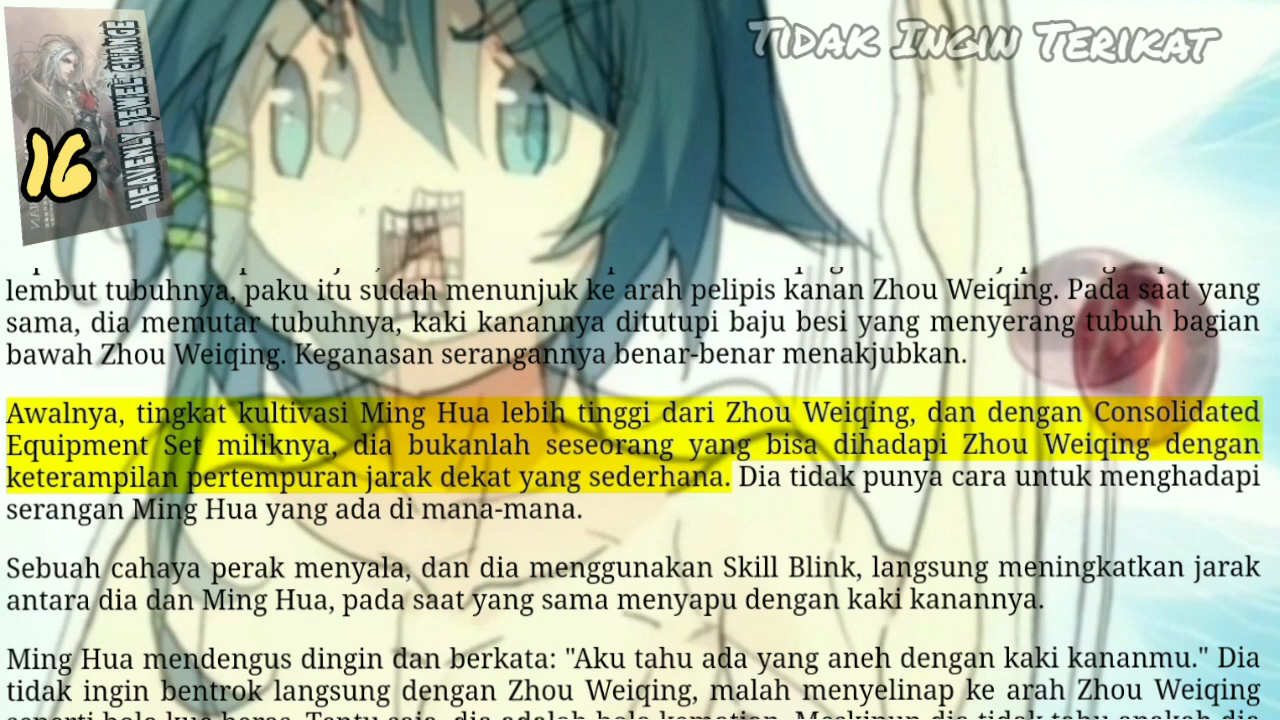 Tidak Ingin Terikat
HEAVENLY JEWEL CHANGE
16
lembut tubuhnya, paku itu sudah menunjuk ke arah pelipis kanan Zhou Weiqing. Pada saat yang
sama, dia memutar tubuhnya, kaki kanannya ditutupi baju besi yang menyerang tubuh bagian
bawah Zhou Weiqing. Keganasan serangannya benar-benar menakjubkan.
Awalnya, tingkat kultivasi Ming Hua lebih tinggi dari Zhou Weiqing, dan dengan Consolidated
Equipment Set miliknya, dia bukanlah seseorang yang bisa dihadapi Zhou Weiqing dengan
keterampilan pertempuran jarak dekat yang sederhana. Dia tidak punya cara untuk menghadapi
serangan Ming Hua yang ada di mana-mana.
Sebuah cahaya perak menyala, dan dia menggunakan Skill Blink, langsung meningkatkan jarak
antara dia dan Ming Hua, pada saat yang sama menyapu dengan kaki kanannya.
Ming Hua mendengus dingin dan berkata: "Aku tahu ada yang aneh dengan kaki kananmu." Dia
tidak ingin bentrok langsung dengan Zhou Weiqing, malah menyelinap ke arah Zhou Weiqing